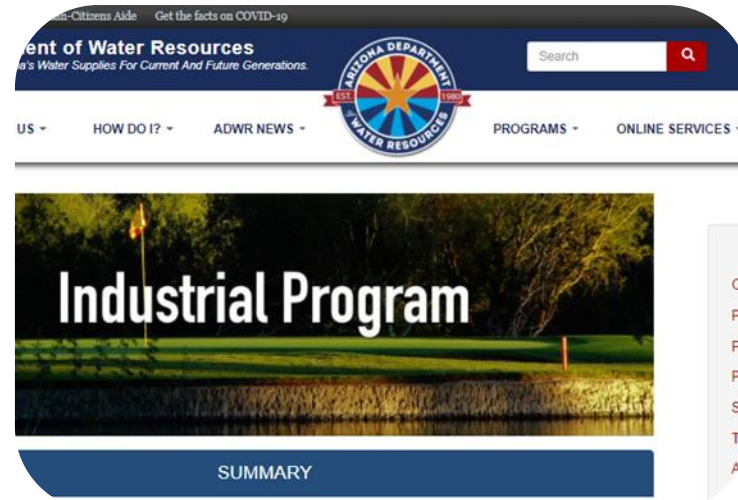 Get the facts on COVID-19
of Water Resources
Water Supplies For Current And Future Generations.
ARIZONA DEPARTMENT
EST. 1980
of WATER RESOURCES
Search
US
HOW DO I?
ADWR NEWS
PROGRAMS
ONLINE SERVICES
Industrial Program
SUMMARY